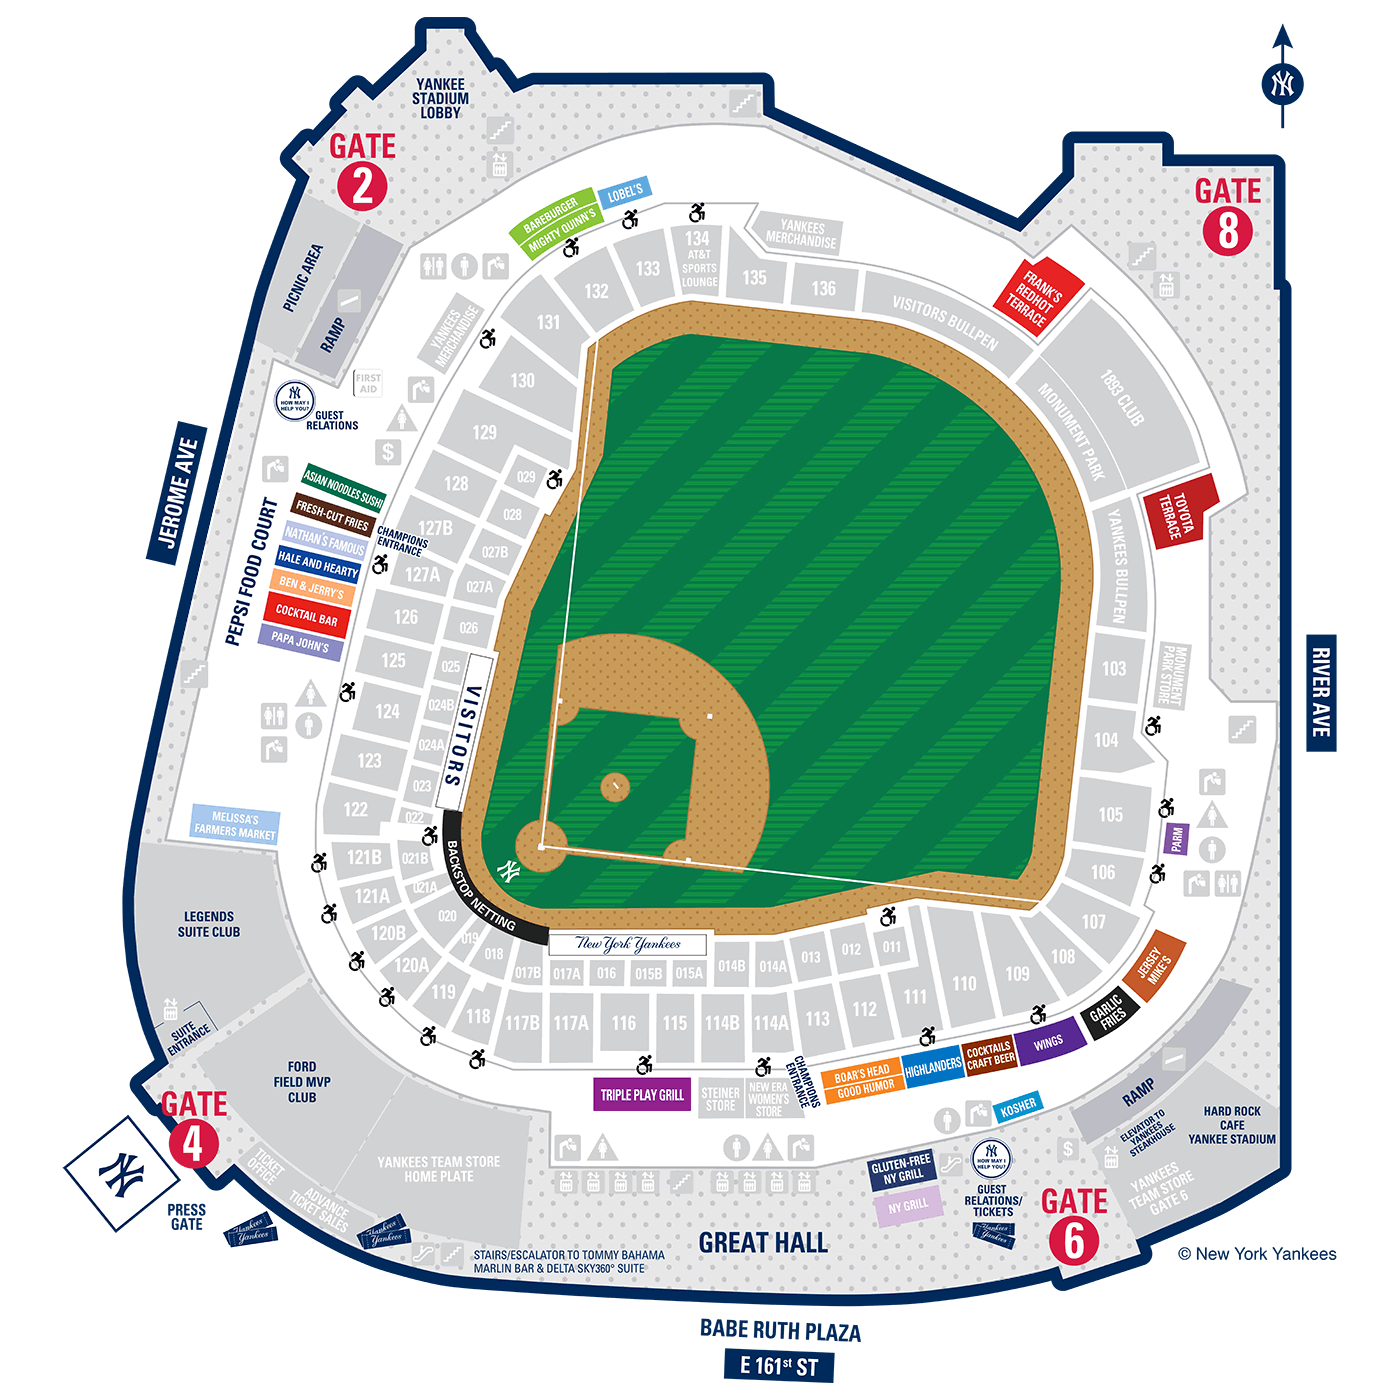 YANKEE
STADIUM
LOBBY
GATE
2
GATE
8
PICNIC AREA
RAMP
BAREBURGER
MIGHTY QUINN'S
LOBEL'S
YANKEES
MERCHANDISE
YANKEES
MERCHANDISE
FIRST
AID
HOW MAY I
HELP YOU?
GUEST
RELATIONS
$
134
AT&T
SPORTS
LOUNGE
133
132
131
130
129
128
127B
127A
126
125
124
123
122
121B
121A
120B
120A
119
118
117B
117A
116
115
114B
114A
113
112
111
110
109
108
107
106
105
104
103
135
136
VISITORS BULLPEN
FRANK'S
REDHOT
TERRACE
1893 CLUB
MONUMENT PARK
YANKEES BULLPEN
TOYOTA
TERRACE
MONUMENT
PARK STORE
029
028
027B
027A
026
025
024B
024A
023
022
021B
021A
020
019
018
017B
017A
016
015B
015A
014B
014A
013
012
011
JEROME AVE
RIVER AVE
PEPSI FOOD COURT
ASIAN NOODLES SUSHI
FRESH-CUT FRIES
NATHAN'S FAMOUS
HALE AND HEARTY
BEN & JERRY'S
COCKTAIL BAR
PAPA JOHN'S
CHAMPIONS
ENTRANCE
VISITORS
BACKSTOP NETTING
New York Yankees
MELISSA'S
FARMERS MARKET
LEGENDS
SUITE CLUB
SUITE
ENTRANCE
FORD
FIELD MVP
CLUB
GATE
4
PRESS
GATE
TICKET
OFFICE
ADVANCE
TICKET SALES
Yankees
Yankees
Yankees
Yankees
YANKEES TEAM STORE
HOME PLATE
STAIRS/ESCALATOR TO TOMMY BAHAMA
MARLIN BAR & DELTA SKY360° SUITE
TRIPLE PLAY GRILL
STEINER
STORE
NEW ERA
WOMEN'S
STORE
CHAMPIONS
ENTRANCE
BOAR'S HEAD
GOOD HUMOR
HIGHLANDERS
COCKTAILS
CRAFT BEER
WINGS
GARLIC
FRIES
JERSEY
MIKE'S
PARM
KOSHER
GLUTEN-FREE
NY GRILL
NY GRILL
HOW MAY I
HELP YOU?
GUEST
RELATIONS/
TICKETS
Yankees
Yankees
$
RAMP
ELEVATOR TO
YANKEES
STEAKHOUSE
HARD ROCK
CAFE
YANKEE STADIUM
YANKEES
TEAM STORE
GATE 6
GATE
6
GREAT HALL
© New York Yankees
BABE RUTH PLAZA
E 161st ST